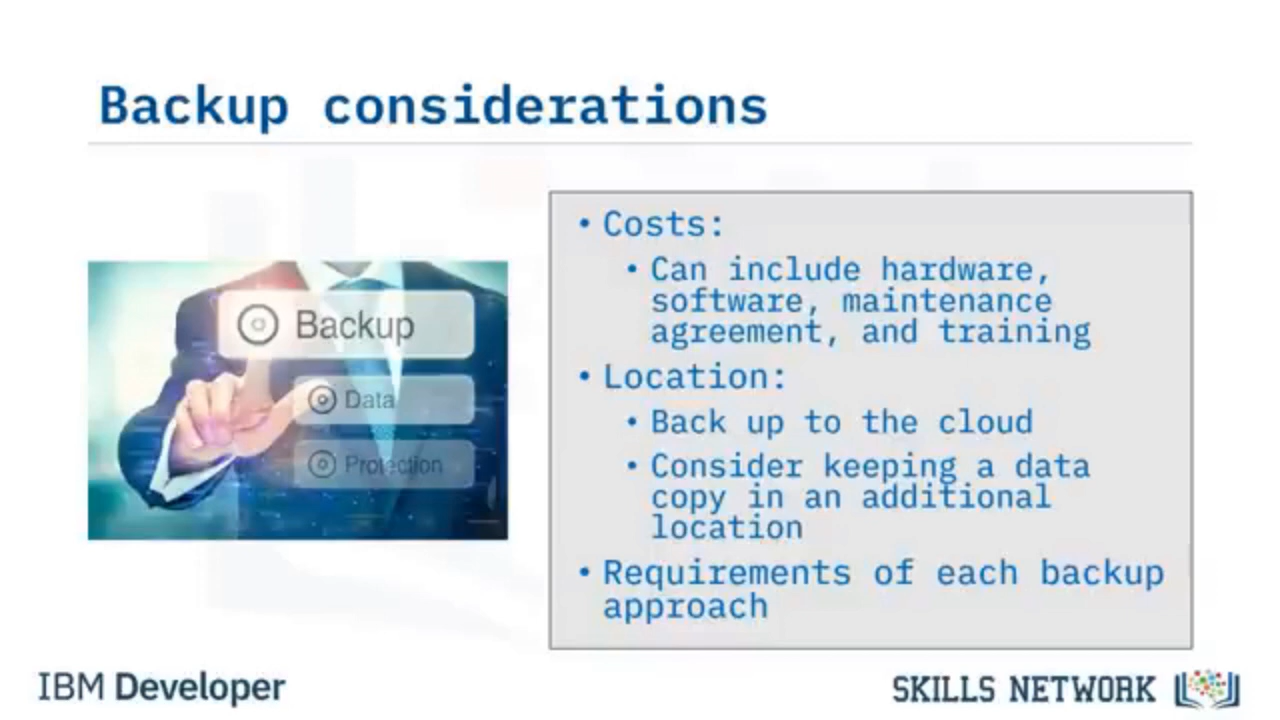 Backup considerations
Backup
Data
Protection
• Costs:
• Can include hardware,
software, maintenance
agreement, and training
• Location:
• Back up to the cloud
• Consider keeping a data
copy in an additional
location
• Requirements of each backup
approach
IBM Developer
SKILLS NETWORK